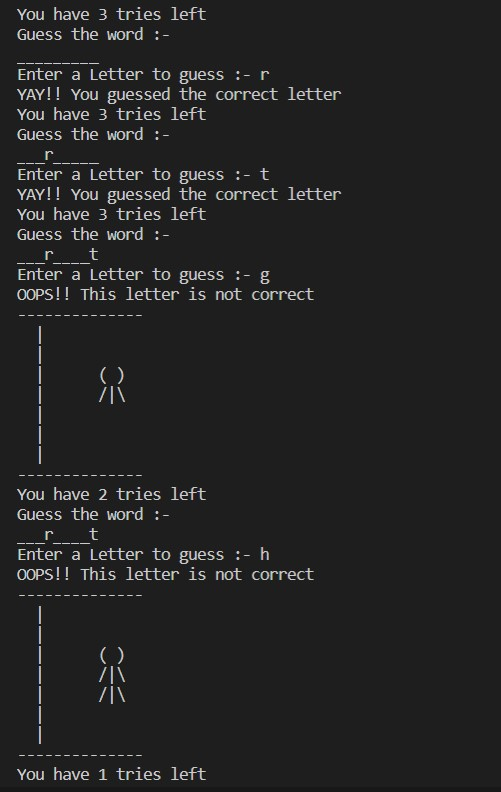 You have 3 tries left
Guess the word :-
_________
Enter a Letter to guess :- r
YAY!! You guessed the correct letter
You have 3 tries left
Guess the word :-
___r_____
Enter a Letter to guess :- t
YAY!! You guessed the correct letter
You have 3 tries left
Guess the word :-
___r____t
Enter a Letter to guess :- g
OOPS!! This letter is not correct
--------------
  |
  |
  |      ( )
  |      /|\
  |
  |
  |
--------------
You have 2 tries left
Guess the word :-
___r____t
Enter a Letter to guess :- h
OOPS!! This letter is not correct
--------------
  |
  |
  |      ( )
  |      /|\
  |      /|\
  |
  |
--------------
You have 1 tries left